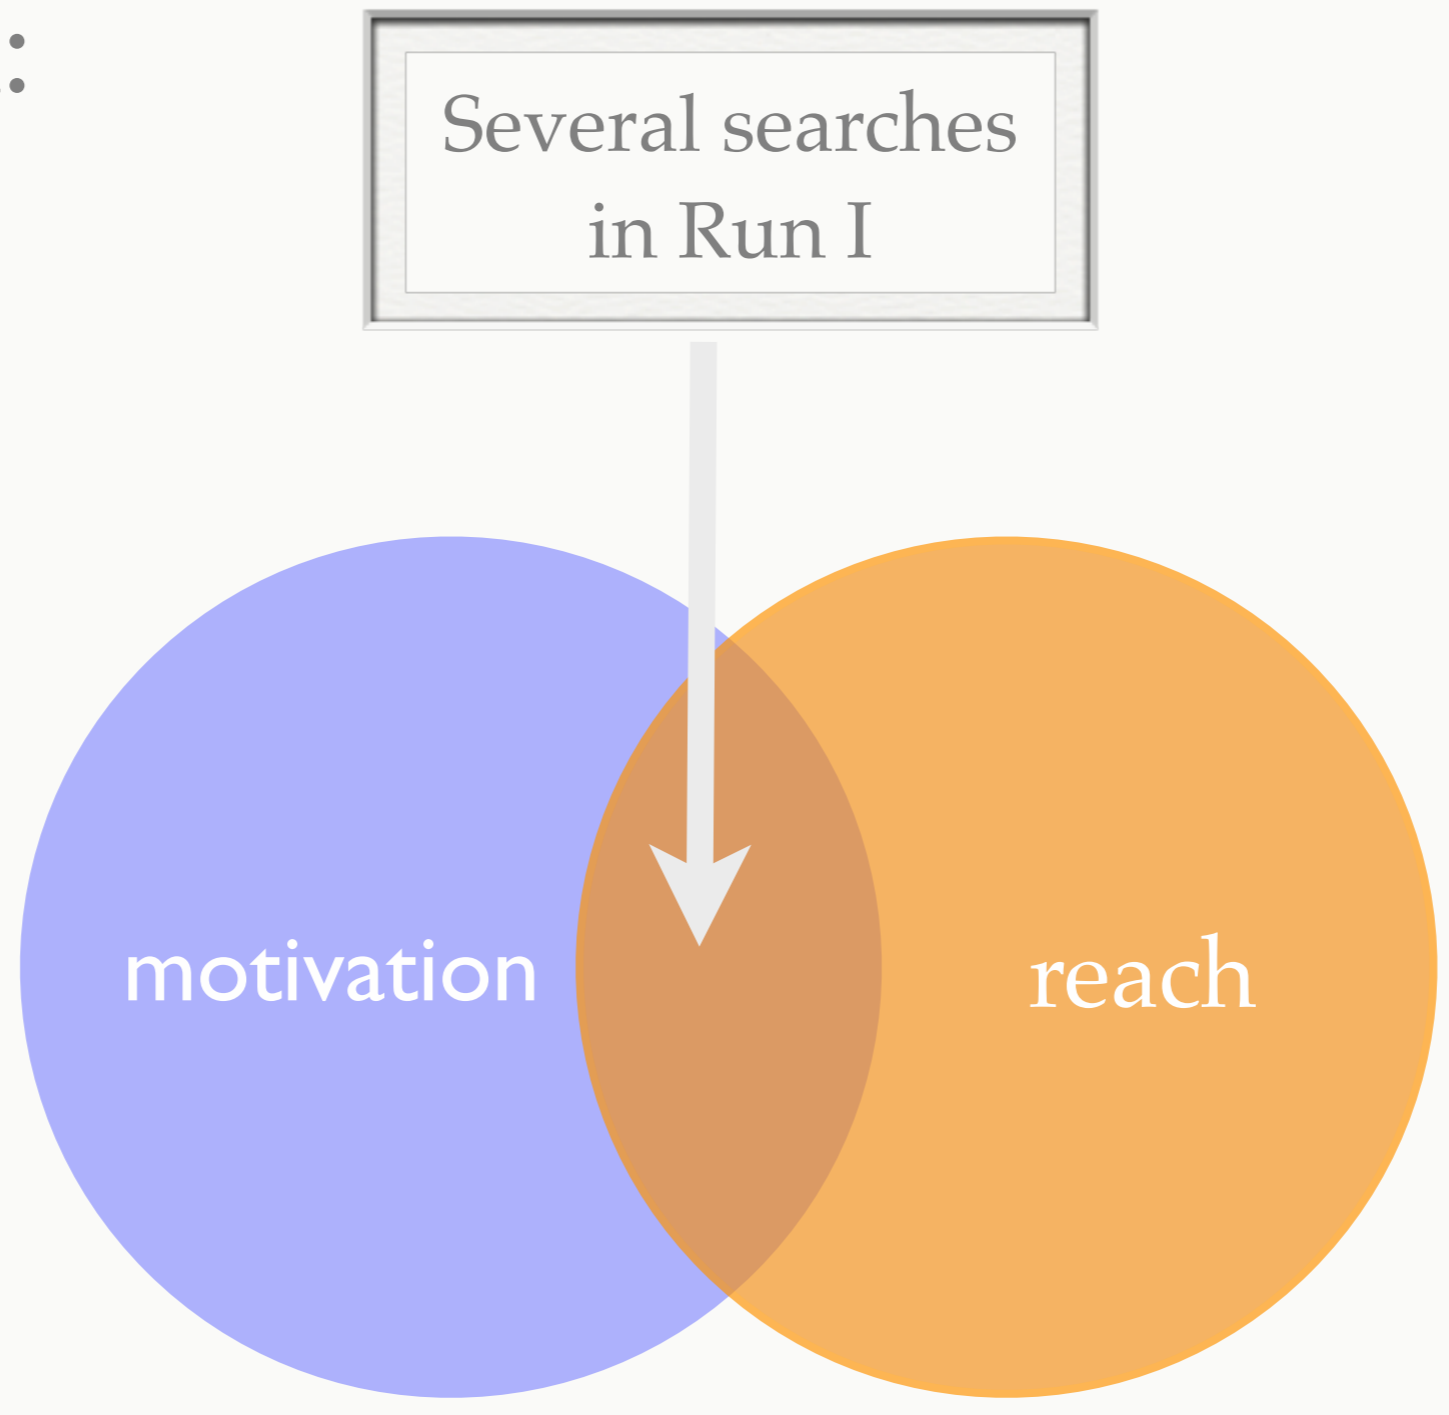 :
Several searches
in Run I
motivation
reach